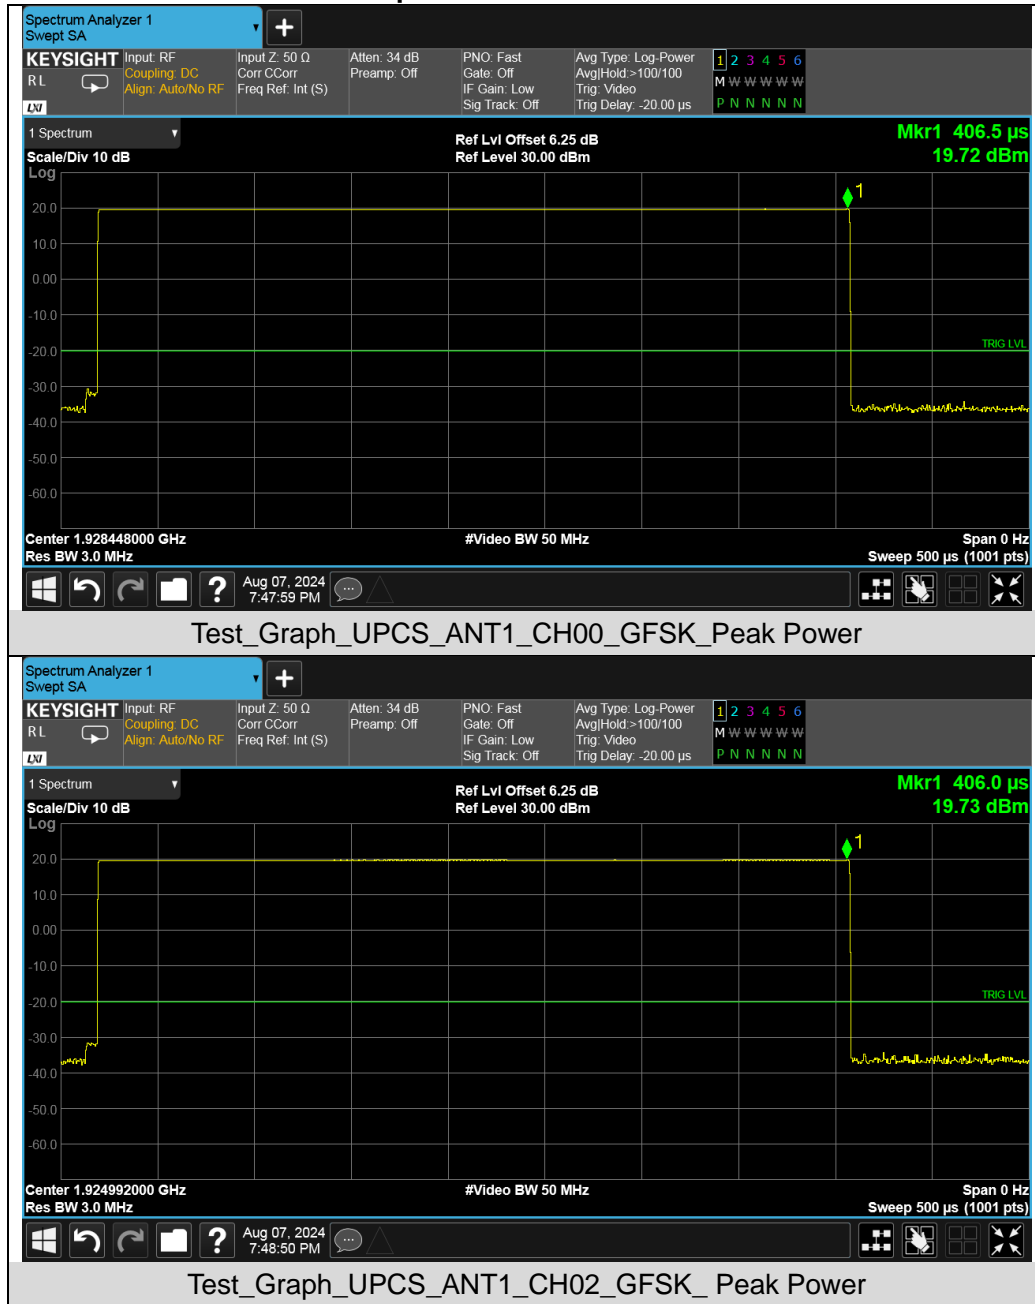 Spectrum Analyzer 1
Swept SA
+
KEYSIGHT Input: RF Input Z: 50 Ω Atten: 34 dB PNO: Fast Avg Type: Log-Power 1 2 3 4 5 6
RL Coupling: DC Corr CCorr Preamp: Off Gate: Off Avg|Hold:>100/100 M W W W W W
Align: Auto/No RF Freq Ref: Int (S) IF Gain: Low Trig: Video
LXI Sig Track: Off Trig Delay: -20.00 µs P N N N N N
1 Spectrum Ref Lvl Offset 6.25 dB Mkr1 406.5 µs
Scale/Div 10 dB Ref Level 30.00 dBm 19.72 dBm
Log
1
20.0
10.0
0.00
-10.0
-20.0 TRIG LVL
-30.0
-40.0
-50.0
-60.0
Center 1.928448000 GHz #Video BW 50 MHz Span 0 Hz
Res BW 3.0 MHz Sweep 500 µs (1001 pts)
? Aug 07, 2024
7:47:59 PM
Test_Graph_UPCS_ANT1_CH00_GFSK_Peak Power
Spectrum Analyzer 1
Swept SA
+
KEYSIGHT Input: RF Input Z: 50 Ω Atten: 34 dB PNO: Fast Avg Type: Log-Power 1 2 3 4 5 6
RL Coupling: DC Corr CCorr Preamp: Off Gate: Off Avg|Hold:>100/100 M W W W W W
Align: Auto/No RF Freq Ref: Int (S) IF Gain: Low Trig: Video
LXI Sig Track: Off Trig Delay: -20.00 µs P N N N N N
1 Spectrum Ref Lvl Offset 6.25 dB Mkr1 406.0 µs
Scale/Div 10 dB Ref Level 30.00 dBm 19.73 dBm
Log
1
20.0
10.0
0.00
-10.0
-20.0 TRIG LVL
-30.0
-40.0
-50.0
-60.0
Center 1.924992000 GHz #Video BW 50 MHz Span 0 Hz
Res BW 3.0 MHz Sweep 500 µs (1001 pts)
? Aug 07, 2024
7:48:50 PM
Test_Graph_UPCS_ANT1_CH02_GFSK_ Peak Power